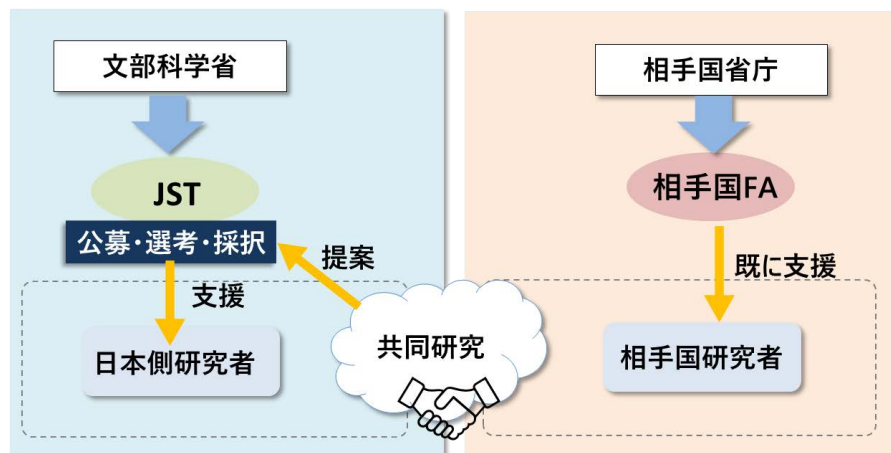 文部科学省
JST
公募・選考・採択
提案
支援
日本側研究者
共同研究
相手国省庁
相手国FA
既に支援
相手国研究者